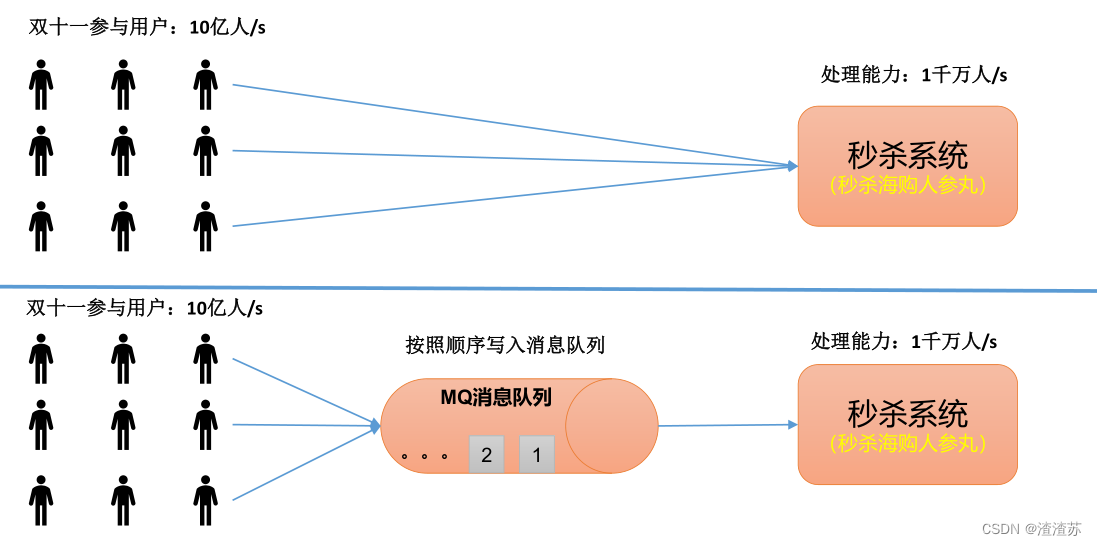 双十一参与用户：10亿人/s
处理能力：1千万人/s
秒杀系统
(秒杀海购人参丸)
双十一参与用户：10亿人/s
按照顺序写入消息队列
处理能力：1千万人/s
MQ消息队列
。。。 2 1
秒杀系统
(秒杀海购人参丸)
CSDN @渣渣苏